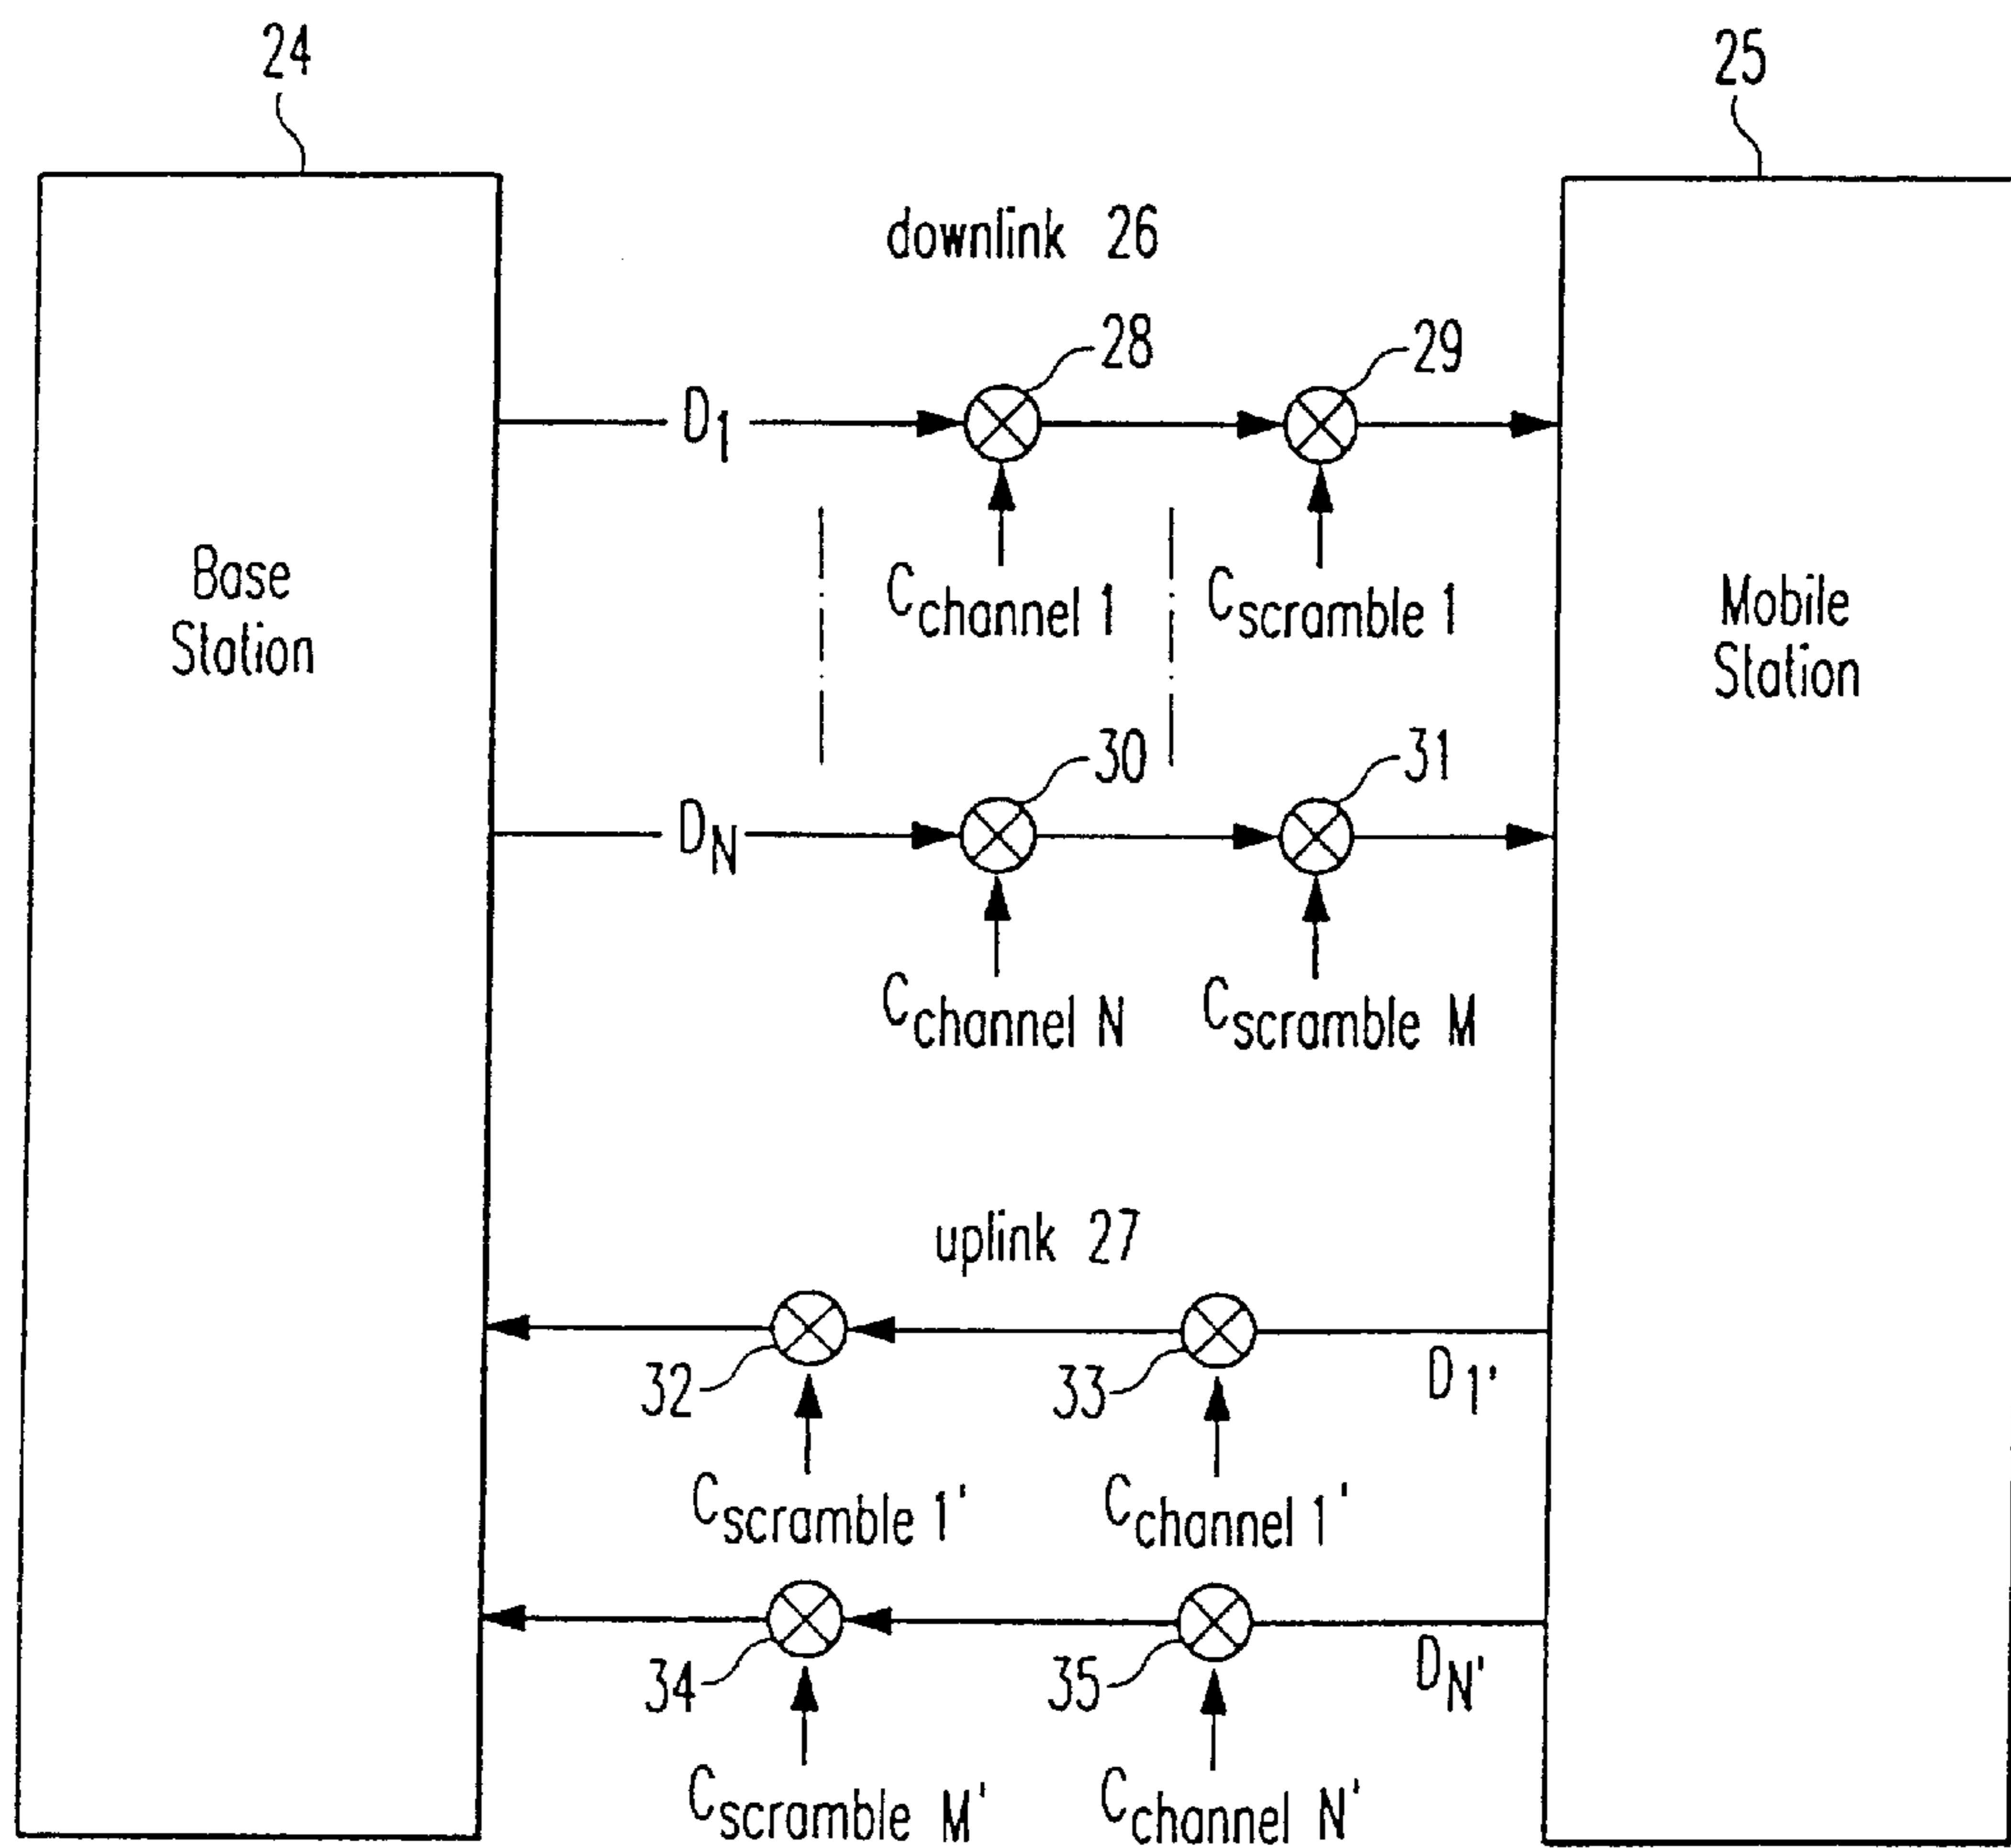 24
25
downlink 26
28
29
D1
Base
Station
Cchannel 1
Cscramble 1
Mobile
Station
30
31
DN
Cchannel N
Cscramble M
uplink 27
32
33
D1'
Cscramble 1'
Cchannel 1'
34
35
DN'
Cscramble M'
Cchannel N'